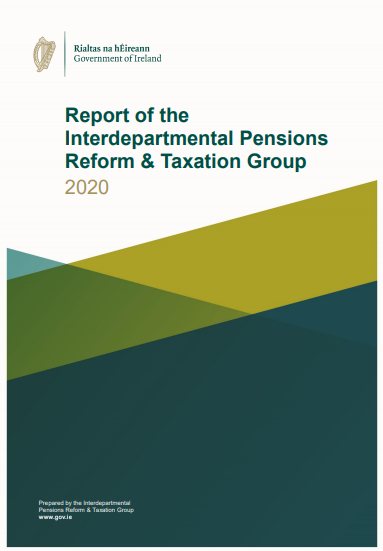 Rialtas na hÉireann
Government of Ireland
Report of the
Interdepartmental Pensions
Reform & Taxation Group
2020
Prepared by the Interdepartmental
Pensions Reform & Taxation Group
www.gov.ie